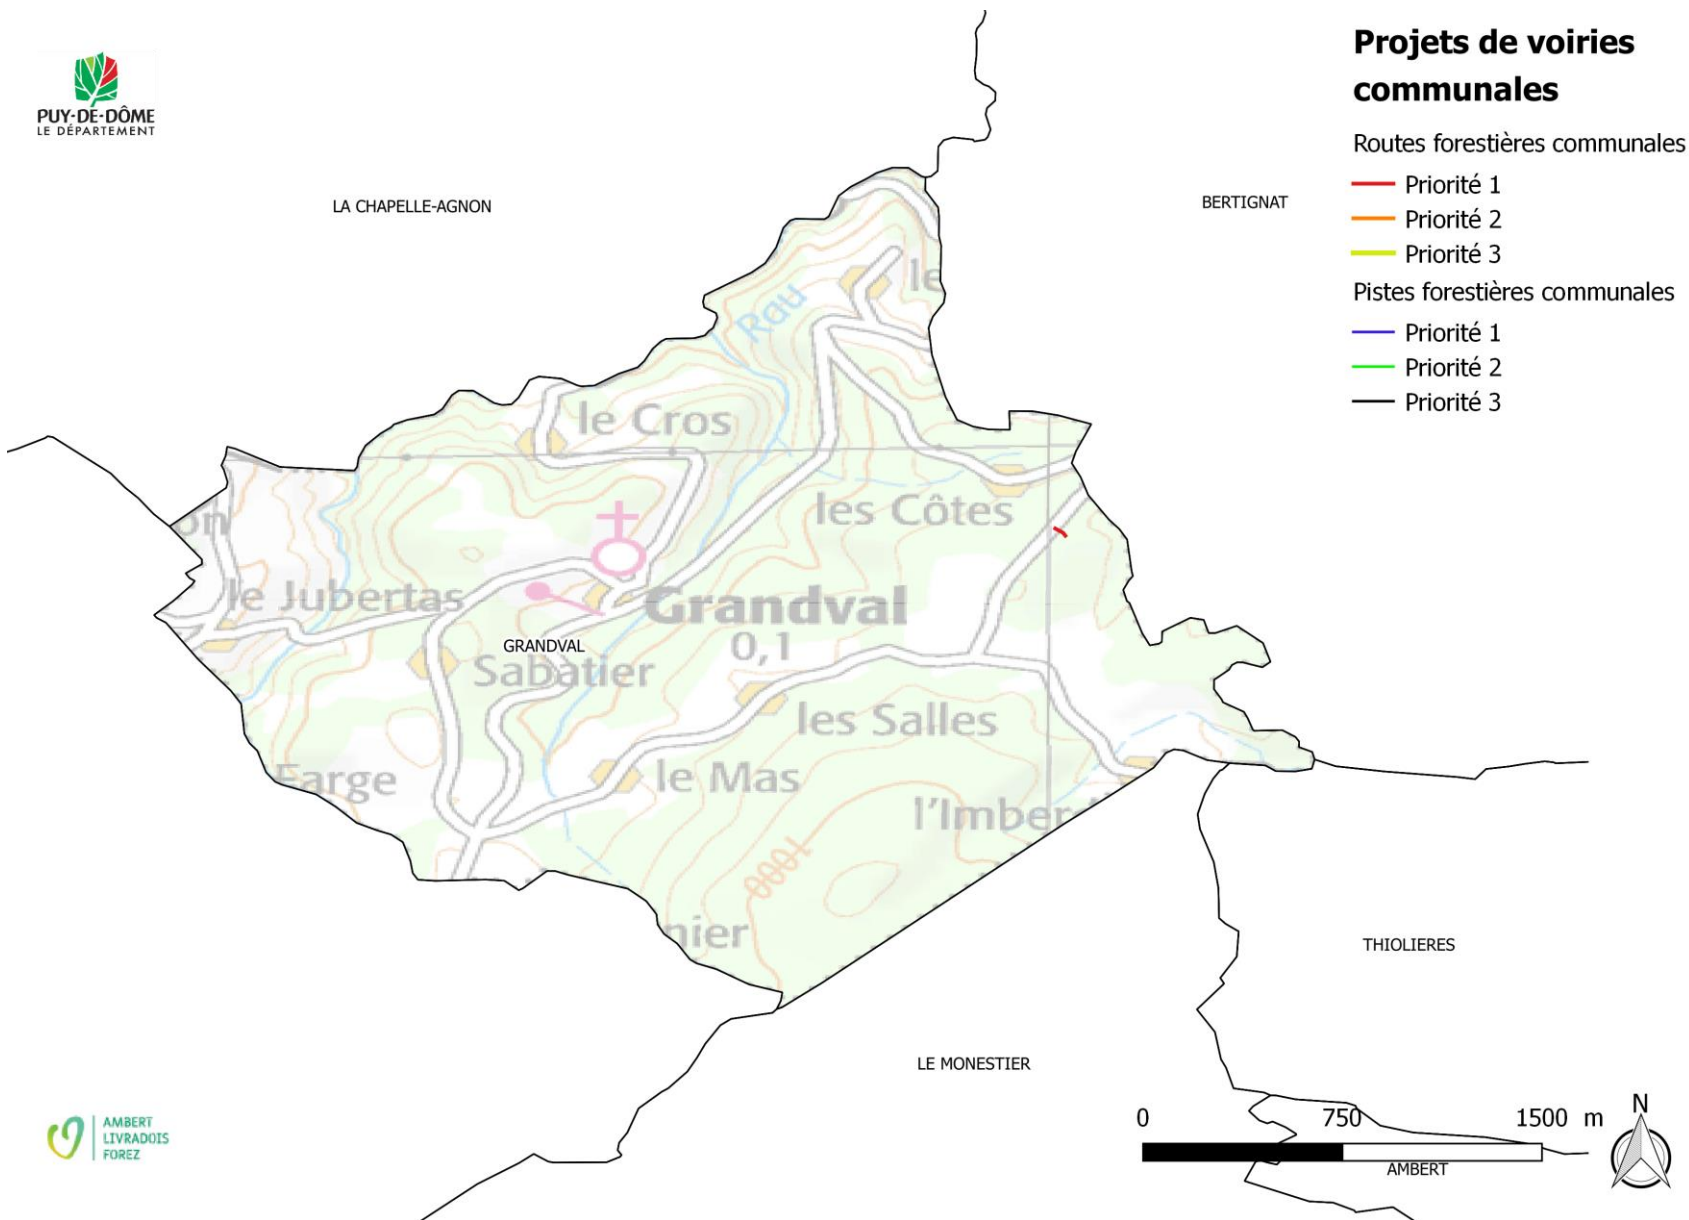 Projets de voiries
communales
PUY-DE-DÔME
LE DÉPARTEMENT
Routes forestières communales
Priorité 1
Priorité 2
Priorité 3
Pistes forestières communales
Priorité 1
Priorité 2
Priorité 3
LA CHAPELLE-AGNON
BERTIGNAT
le
Rau
le Cros
les Côtes
on
le Jubertas
Grandval
0,1
GRANDVAL
Sabatier
les Salles
Farge
le Mas
l'Imber
1000
nier
THIOLIERES
LE MONESTIER
AMBERT
LIVRADOIS
FOREZ
0 750 1500 m
N
AMBERT